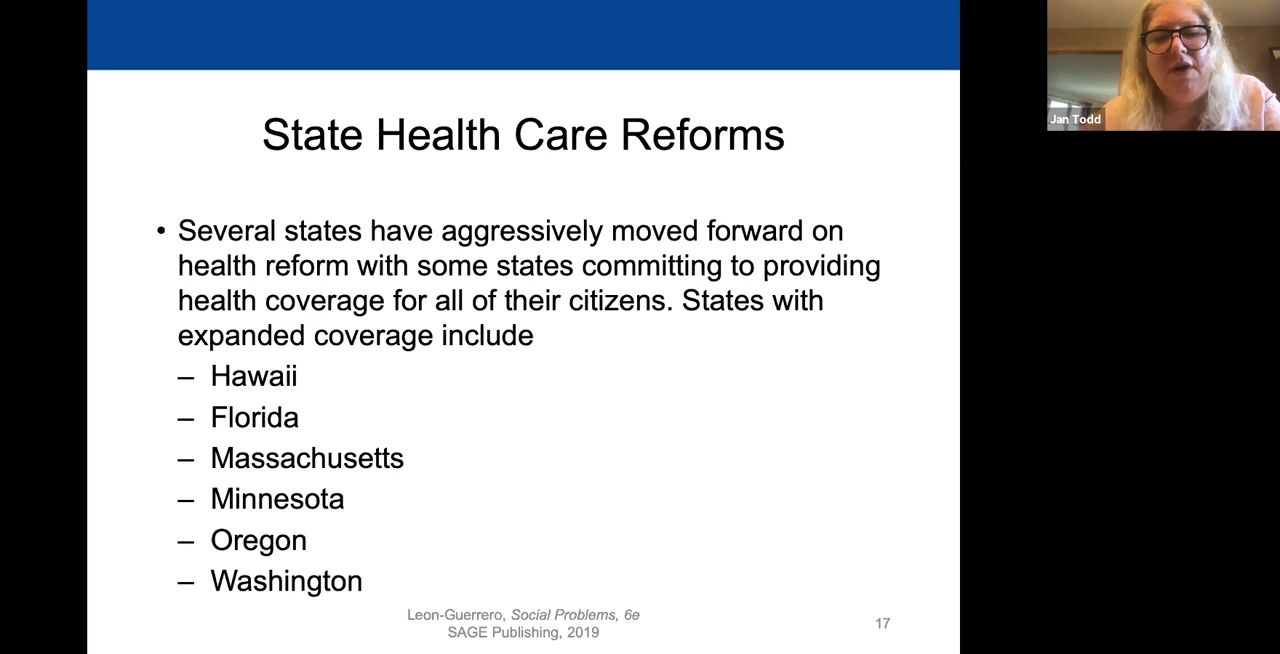 State Health Care Reforms
• Several states have aggressively moved forward on
health reform with some states committing to providing
health coverage for all of their citizens. States with
expanded coverage include
– Hawaii
– Florida
– Massachusetts
– Minnesota
– Oregon
– Washington
Leon-Guerrero, Social Problems, 6e
SAGE Publishing, 2019
17
Jan Todd